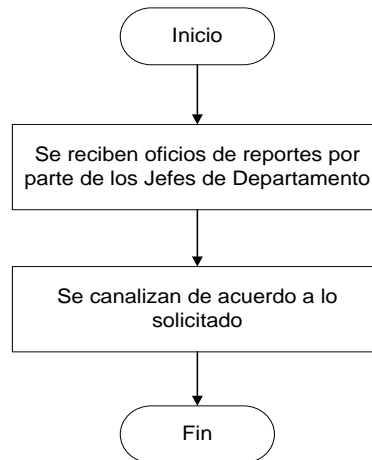 Inicio
Se reciben oficios de reportes por
parte de los Jefes de Departamento
Se canalizan de acuerdo a lo
solicitado
Fin